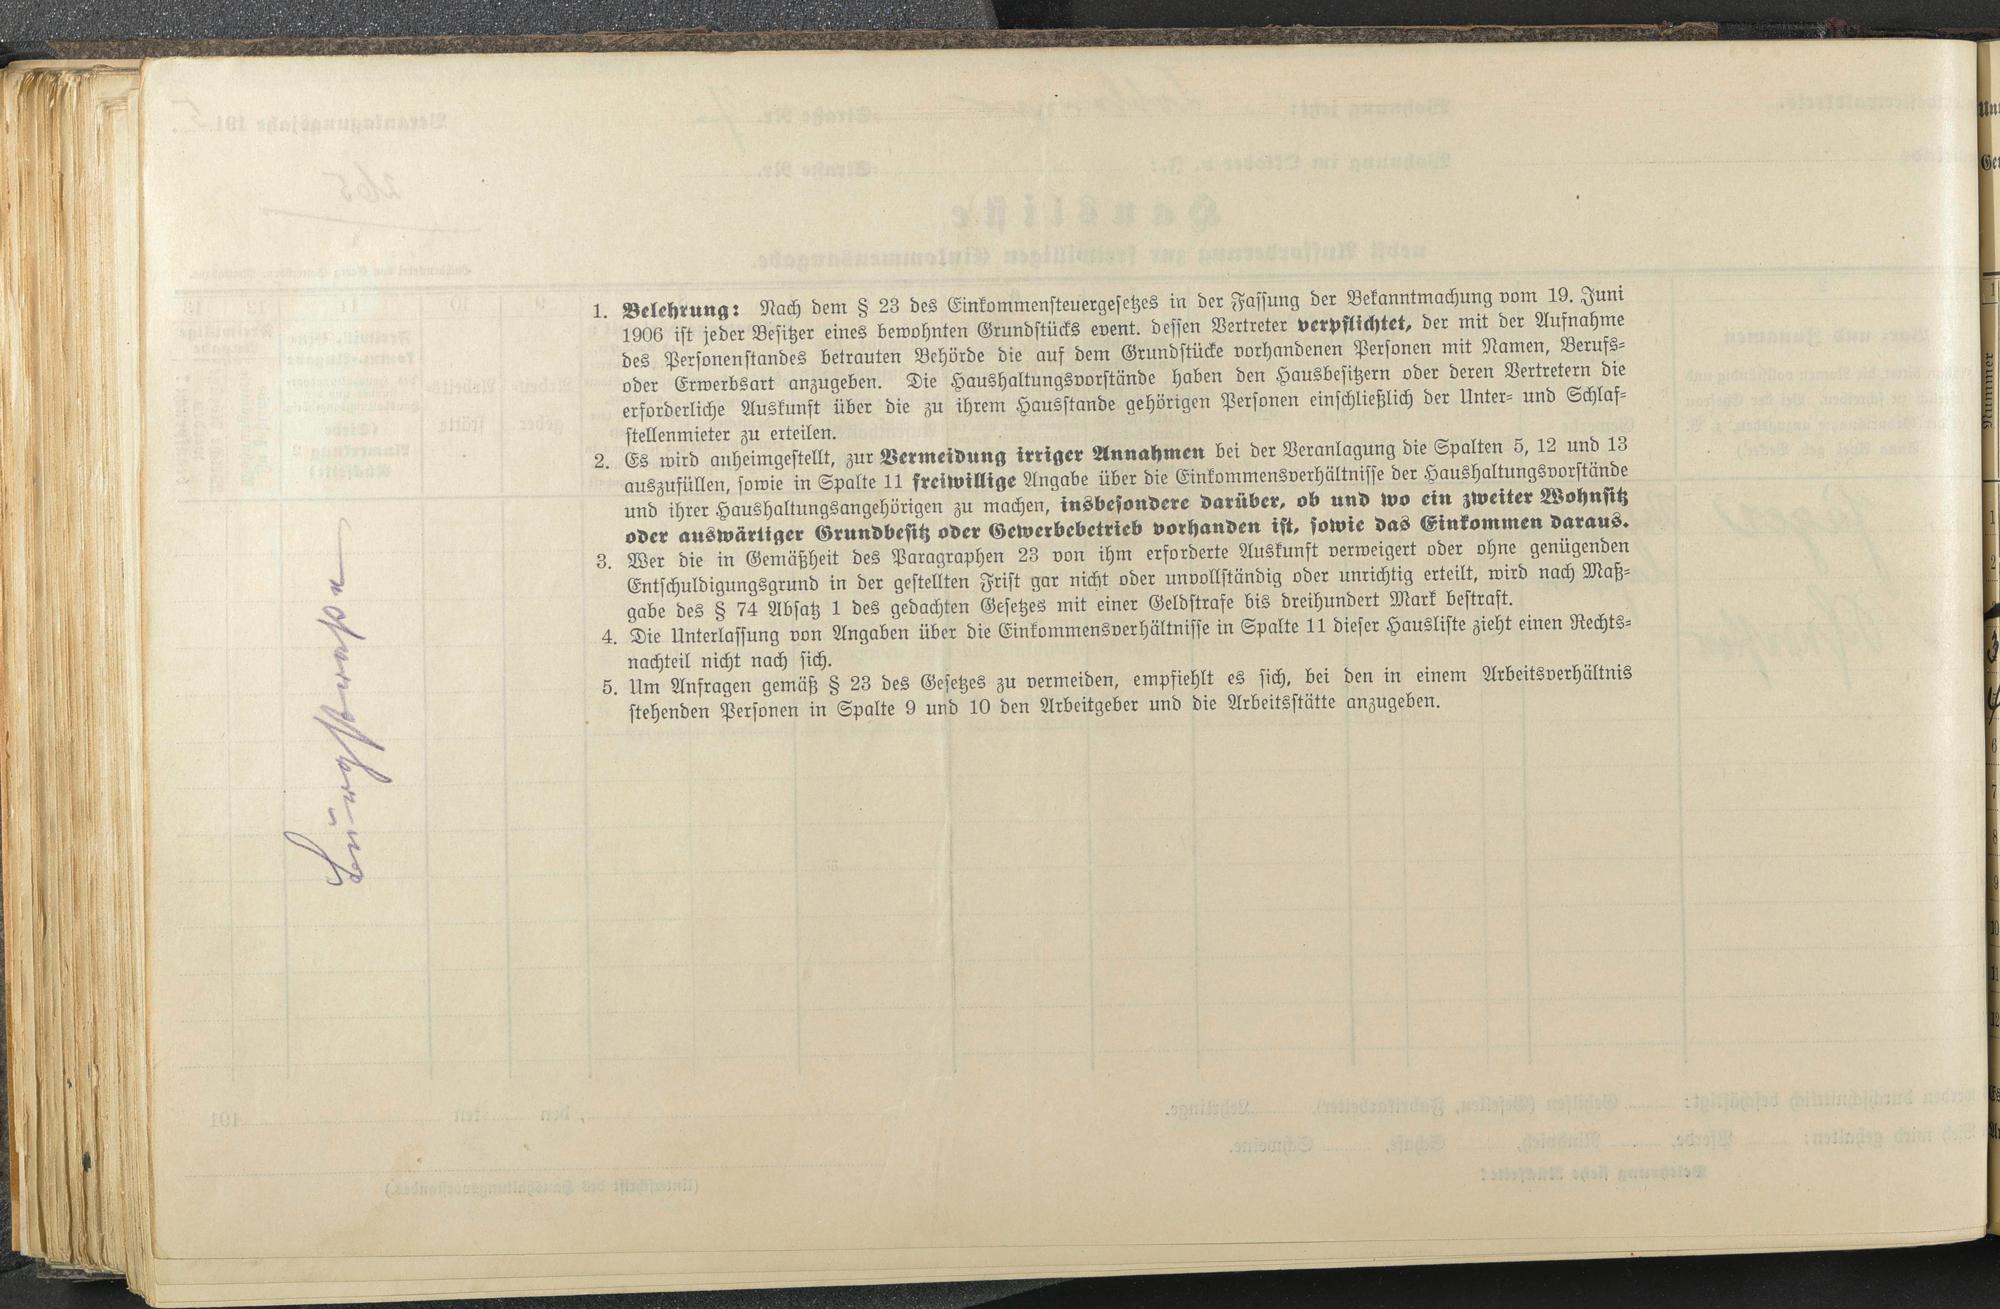 1. Belehrung: Nach dem § 23 des Einkommensteuergesetzes in der Fassung der Bekanntmachung vom 19. Juni
1906 ist jeder Besitzer eines bewohnten Grundstücks event. dessen Vertreter verpflichtet, der mit der Aufnahme
des Personenstandes betrauten Behörde die auf dem Grundstücke vorhandenen Personen mit Namen, Berufs-
oder Erwerbsart anzugeben. Die Haushaltungsvorstände haben den Hausbesitzern oder deren Vertretern die
erforderliche Auskunft über die zu ihrem Hausstande gehörigen Personen einschließlich der Unter- und Schlaf-
stellenmieter zu erteilen.
2. Es wird anheimgestellt, zur Vermeidung irriger Annahmen bei der Veranlagung die Spalten 5, 12 und 13
auszufüllen, sowie in Spalte 11 freiwillige Angabe über die Einkommensverhältnisse der Haushaltungsvorstände
und ihrer Haushaltungsangehörigen zu machen, insbesondere darüber, ob und wo ein zweiter Wohnsitz
oder auswärtiger Grundbesitz oder Gewerbebetrieb vorhanden ist, sowie das Einkommen daraus.
3. Wer die in Gemäßheit des Paragraphen 23 von ihm erforderte Auskunft verweigert oder ohne genügenden
Entschuldigungsgrund in der gestellten Frist gar nicht oder unvollständig oder unrichtig erteilt, wird nach Maß-
gabe des § 74 Absatz 1 des gedachten Gesetzes mit einer Geldstrafe bis dreihundert Mark bestraft.
4. Die Unterlassung von Angaben über die Einkommensverhältnisse in Spalte 11 dieser Hausliste zieht einen Rechts-
nachteil nicht nach sich.
5. Um Anfragen gemäß § 23 des Gesetzes zu vermeiden, empfiehlt es sich, bei den in einem Arbeitsverhältnis
stehenden Personen in Spalte 9 und 10 den Arbeitgeber und die Arbeitsstätte anzugeben.